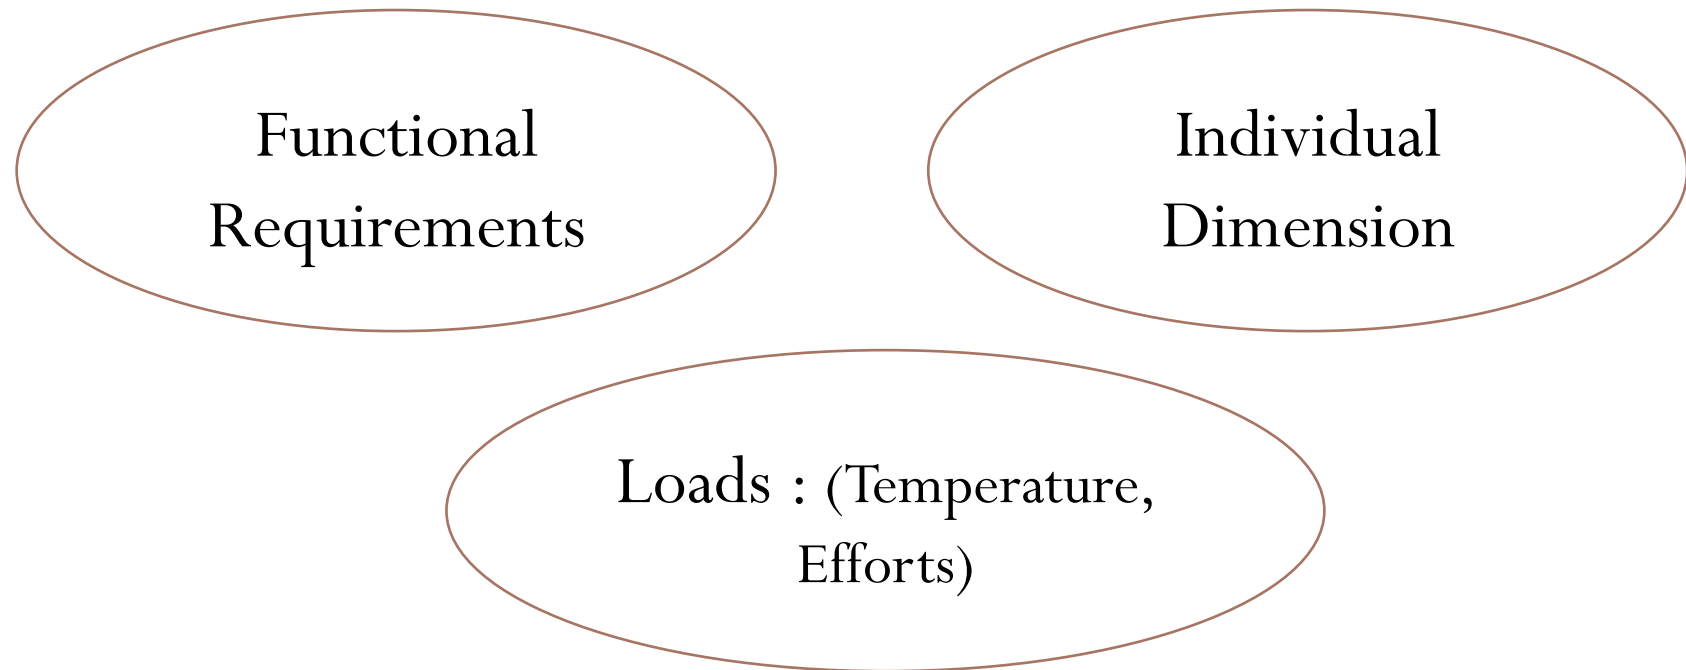 Functional
Requirements
Individual
Dimension
Loads : (Temperature,
Efforts)